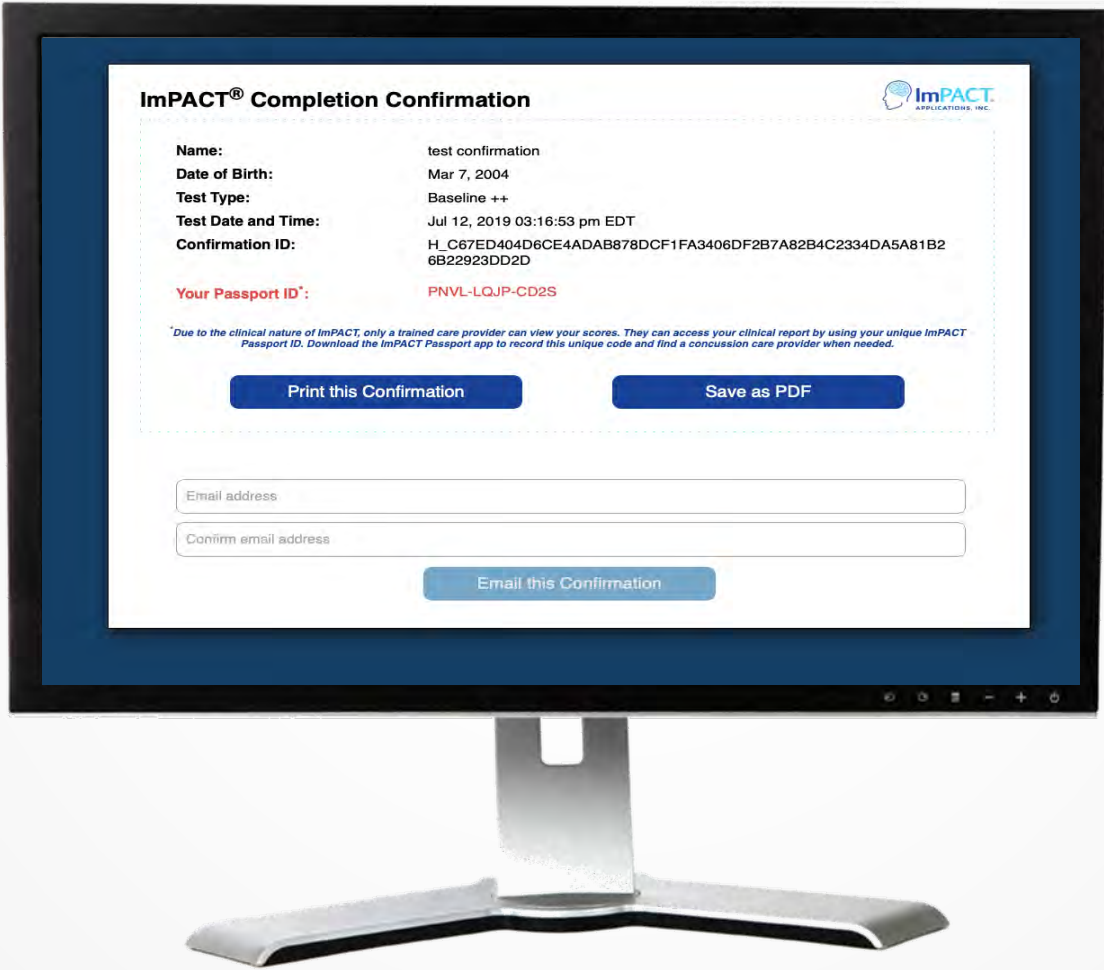 ImPACT® Completion Confirmation
ImPACT.
APPLICATIONS, INC.
Name: test confirmation
Date of Birth: Mar 7, 2004
Test Type: Baseline ++
Test Date and Time: Jul 12, 2019 03:16:53 pm EDT
Confirmation ID: H_C67ED404D6CE4ADAB878DCF1FA3406DF2B7A82B4C2334DA5A81B2
6B22923DD2D
Your Passport ID*: PNVL-LQJP-CD2S
*Due to the clinical nature of ImPACT, only a trained care provider can view your scores. They can access your clinical report by using your unique ImPACT
Passport ID. Download the ImPACT Passport app to record this unique code and find a concussion care provider when needed.
Print this Confirmation Save as PDF
Email address
Confirm email address
Email this Confirmation